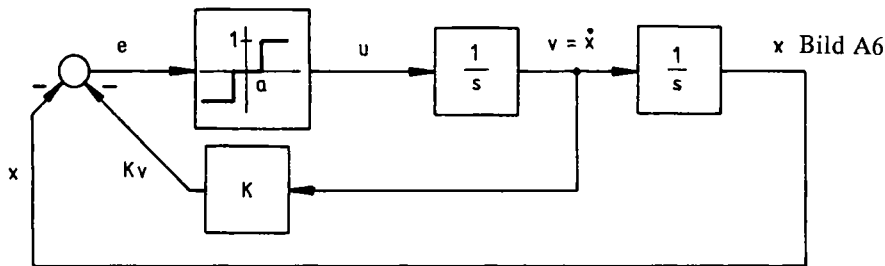 e
1
a
u
1
s
v = ẋ
1
s
x Bild A6
−
−
x
Kv
K